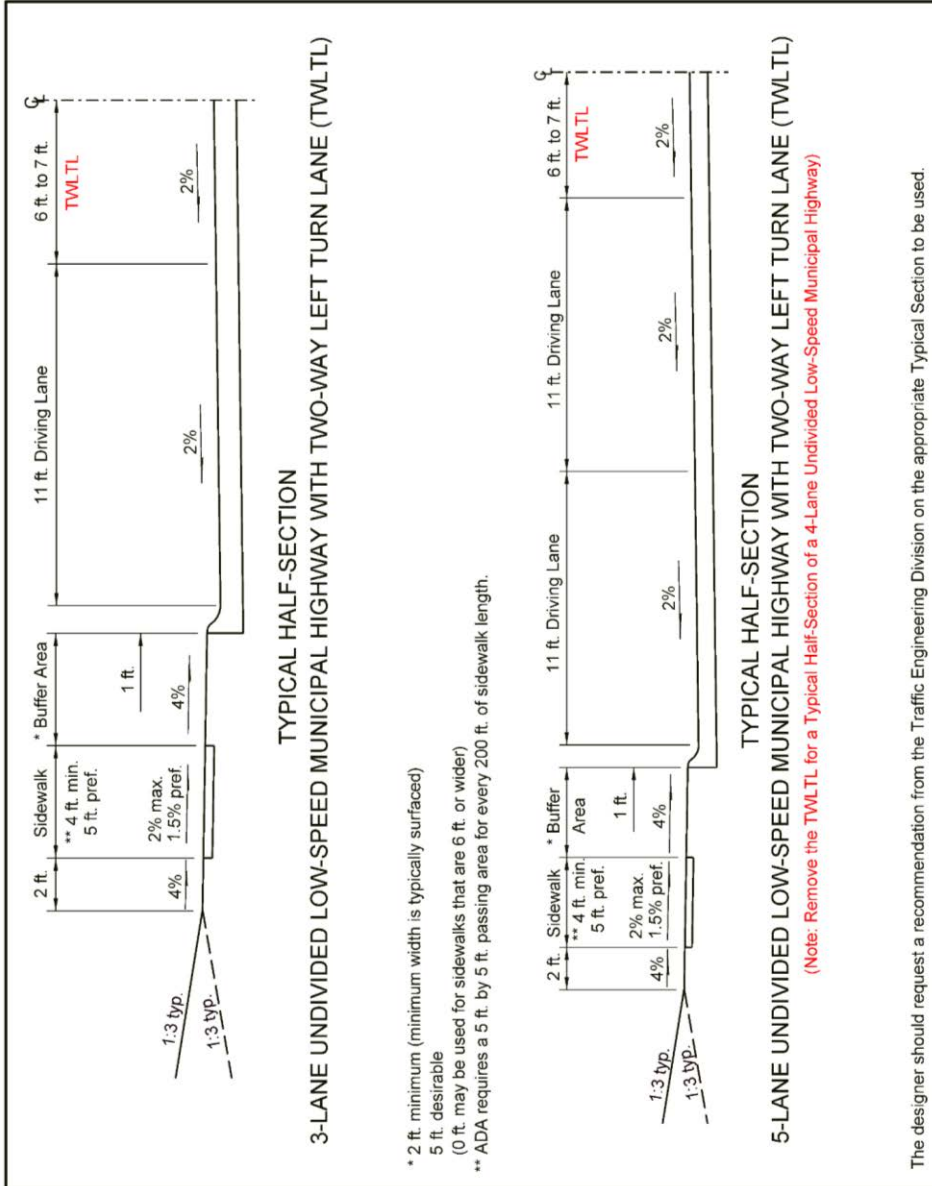 2 ft.
Sidewalk
* Buffer Area
11 ft. Driving Lane
6 ft. to 7 ft.
℄
** 4 ft. min.
5 ft. pref.
TWLTL
1 ft.
1:3 typ.
1:3 typ.
4%
2% max.
1.5% pref.
4%
2%
2%
TYPICAL HALF-SECTION
3-LANE UNDIVIDED LOW-SPEED MUNICIPAL HIGHWAY WITH TWO-WAY LEFT TURN LANE (TWLTL)
* 2 ft. minimum (minimum width is typically surfaced)
5 ft. desirable
(0 ft. may be used for sidewalks that are 6 ft. or wider)
** ADA requires a 5 ft. by 5 ft. passing area for every 200 ft. of sidewalk length.
2 ft.
Sidewalk
* Buffer
Area
11 ft. Driving Lane
11 ft. Driving Lane
6 ft. to 7 ft.
℄
** 4 ft. min.
5 ft. pref.
TWLTL
1 ft.
1:3 typ.
1:3 typ.
4%
2% max.
1.5% pref.
4%
2%
2%
2%
TYPICAL HALF-SECTION
5-LANE UNDIVIDED LOW-SPEED MUNICIPAL HIGHWAY WITH TWO-WAY LEFT TURN LANE (TWLTL)
(Note: Remove the TWLTL for a Typical Half-Section of a 4-Lane Undivided Low-Speed Municipal Highway)
The designer should request a recommendation from the Traffic Engineering Division on the appropriate Typical Section to be used.